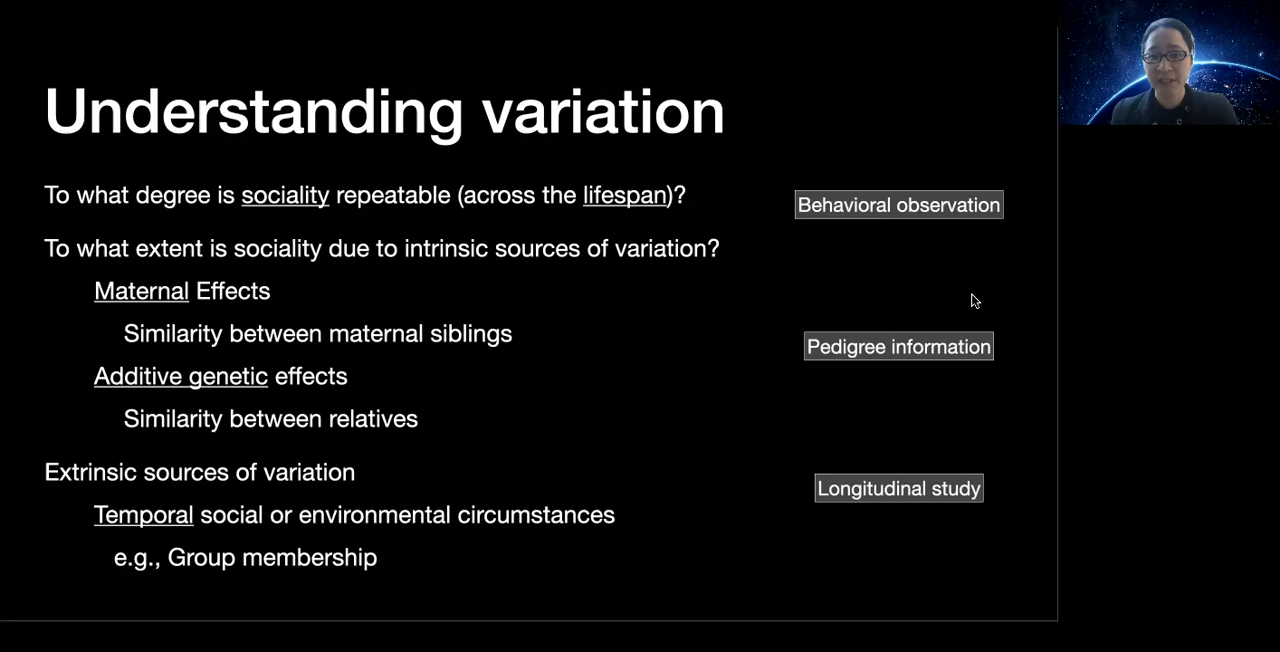 Understanding variation
To what degree is sociality repeatable (across the lifespan)?
Behavioral observation
To what extent is sociality due to intrinsic sources of variation?
Maternal Effects
Similarity between maternal siblings
Pedigree information
Additive genetic effects
Similarity between relatives
Extrinsic sources of variation
Longitudinal study
Temporal social or environmental circumstances
e.g., Group membership